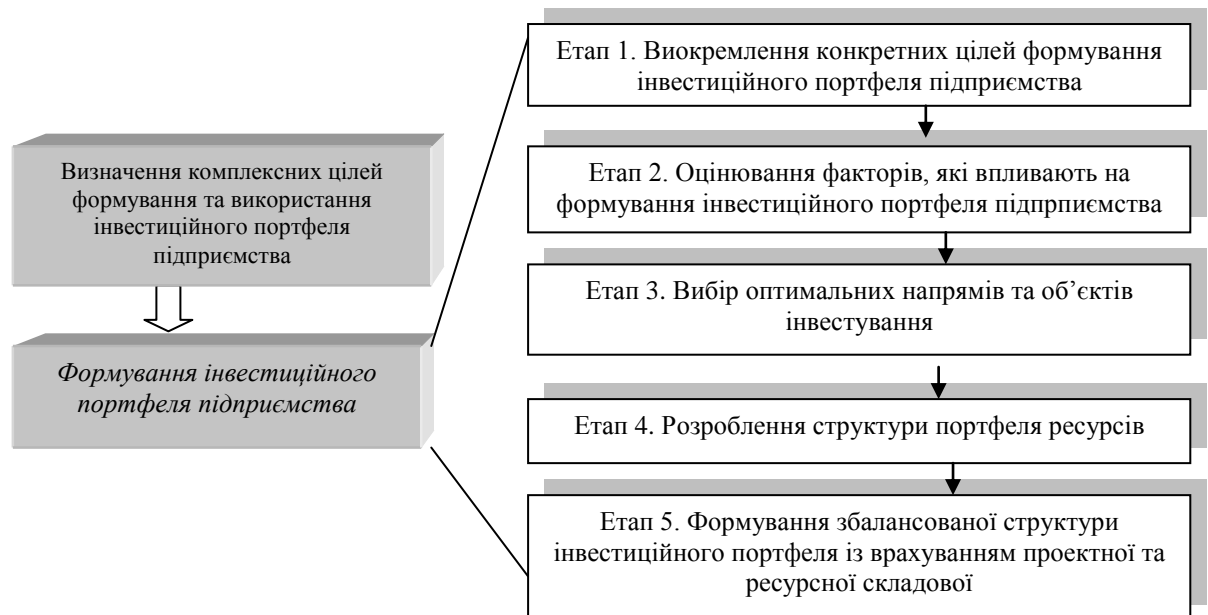 Визначення комплексних цілей
формування та використання
інвестиційного портфеля
підприємства
Формування інвестиційного
портфеля підприємства
Етап 1. Виокремлення конкретних цілей формування
інвестиційного портфеля підприємства
Етап 2. Оцінювання факторів, які впливають на
формування інвестиційного портфеля підпрпиємства
Етап 3. Вибір оптимальних напрямів та об’єктів
інвестування
Етап 4. Розроблення структури портфеля ресурсів
Етап 5. Формування збалансованої структури
інвестиційного портфеля із врахуванням проектної та
ресурсної складової